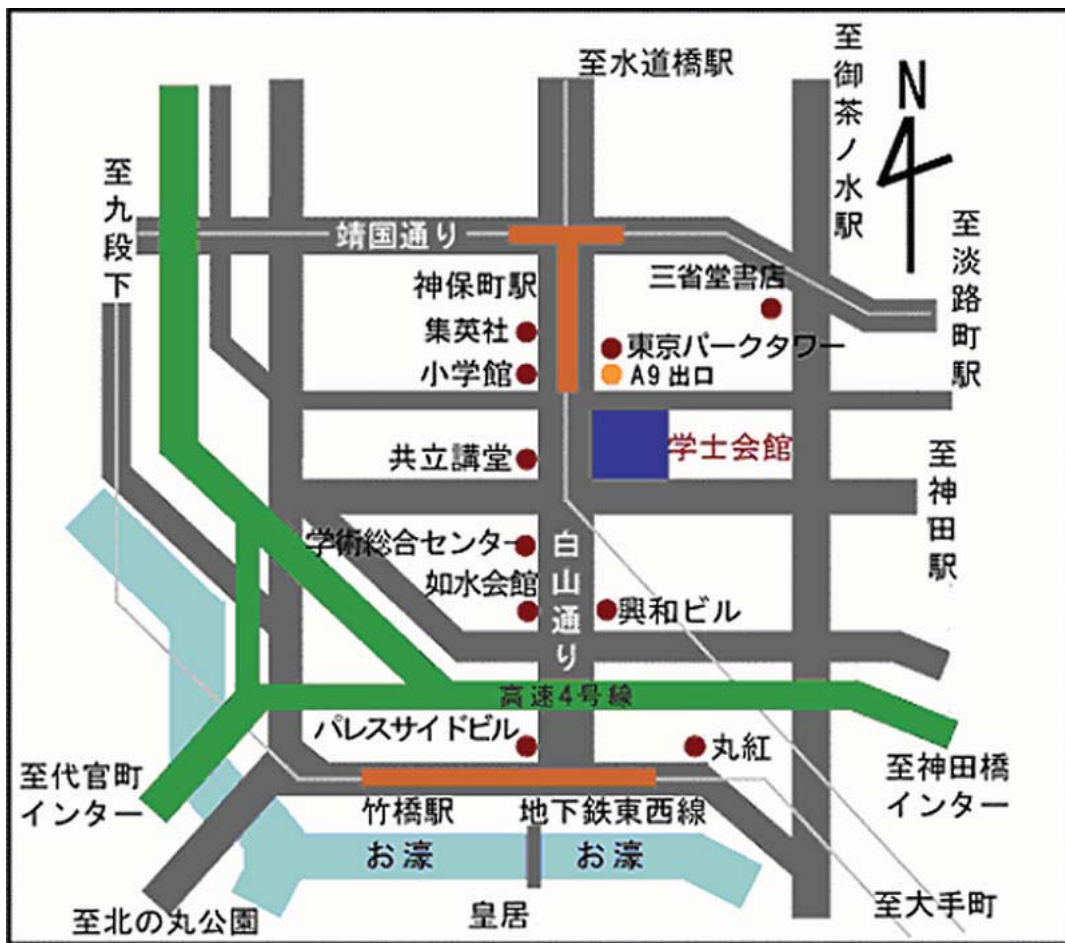 至水道橋駅
至御茶ノ水駅
N
至九段下
靖国通り
至淡路町駅
神保町駅
三省堂書店
集英社
東京パークタワー
小学館
A9 出口
共立講堂
学士会館
至神田駅
学術総合センター
白山通り
如水会館
興和ビル
高速4号線
パレスサイドビル
丸紅
至代官町
インター
至神田橋
インター
竹橋駅
地下鉄東西線
お濠
お濠
至北の丸公園
皇居
至大手町